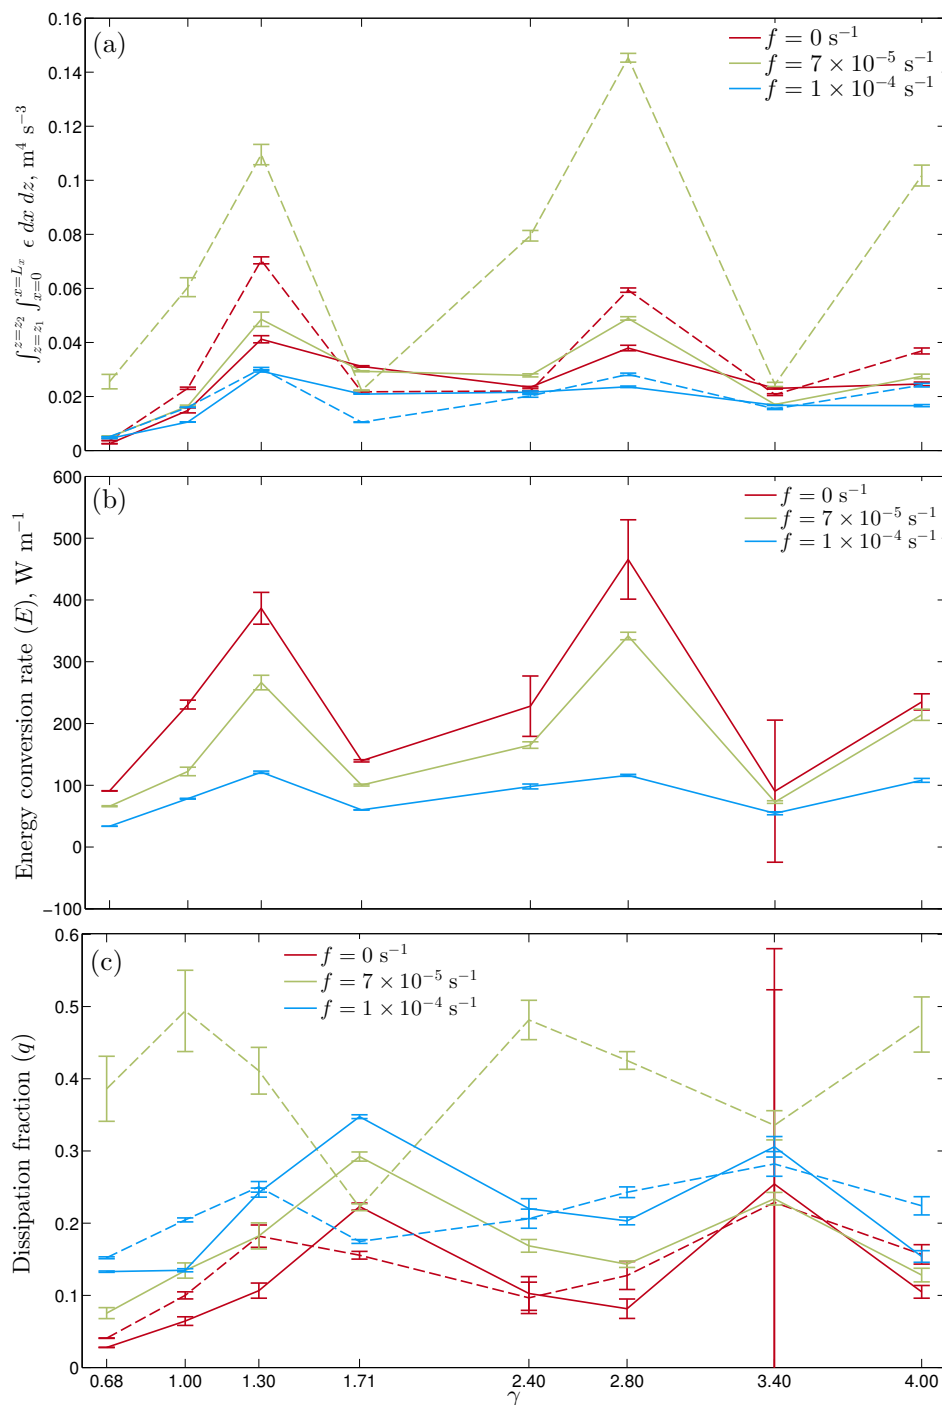 (a)
f = 0 s⁻¹
f = 7 × 10⁻⁵ s⁻¹
f = 1 × 10⁻⁴ s⁻¹
0.16
0.14
0.12
0.1
0.08
0.06
0.04
0.02
0
∫_{z=z₁}^{z=z₂} ∫_{x=0}^{x=Lₓ} ϵ dx dz, m⁴ s⁻³
(b)
f = 0 s⁻¹
f = 7 × 10⁻⁵ s⁻¹
f = 1 × 10⁻⁴ s⁻¹
600
500
400
300
200
100
0
−100
Energy conversion rate (E), W m⁻¹
(c)
f = 0 s⁻¹
f = 7 × 10⁻⁵ s⁻¹
f = 1 × 10⁻⁴ s⁻¹
0.6
0.5
0.4
0.3
0.2
0.1
0
Dissipation fraction (q)
0.68 1.00 1.30 1.71 2.40 2.80 3.40 4.00
γ